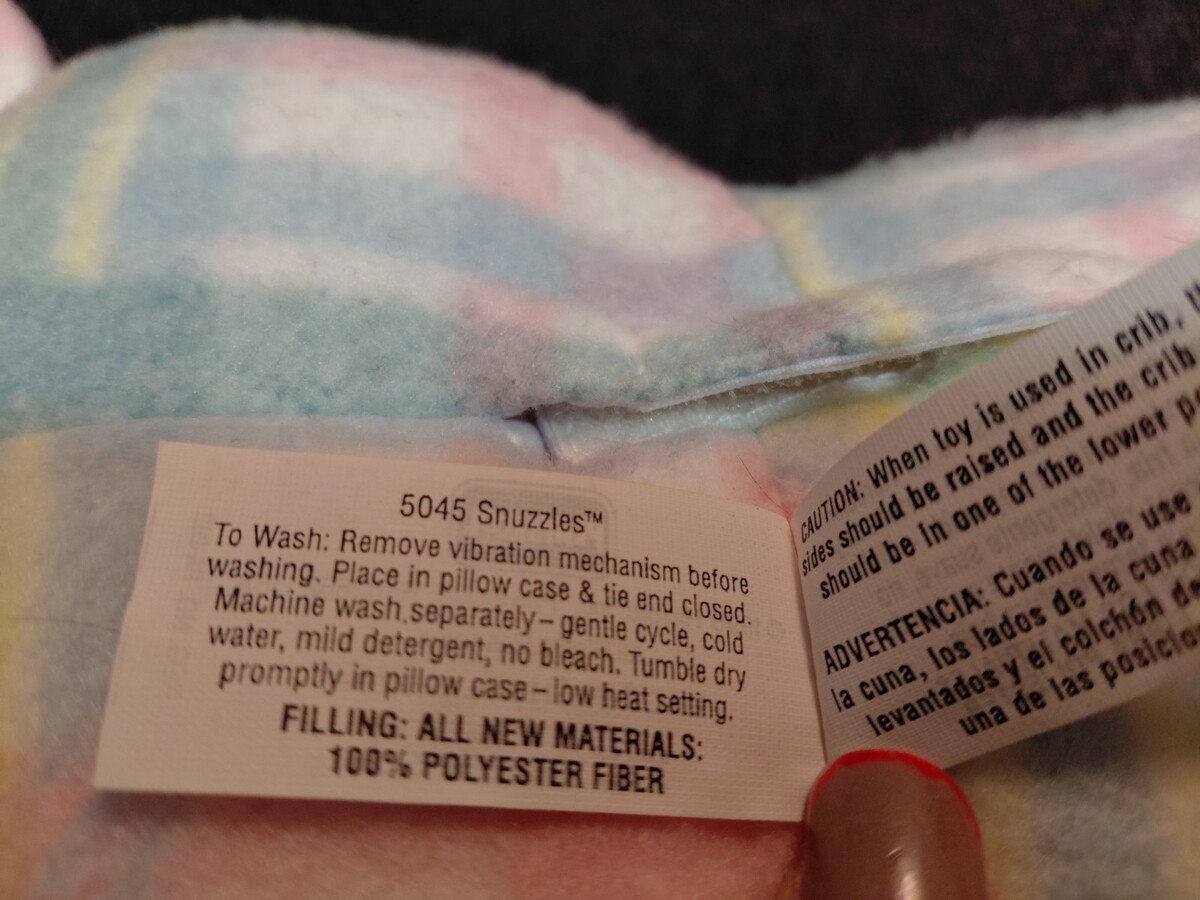 5045 Snuzzles™
To Wash: Remove vibration mechanism before
washing. Place in pillow case & tie end closed.
Machine wash separately – gentle cycle, cold
water, mild detergent, no bleach. Tumble dry
promptly in pillow case – low heat setting.
FILLING: ALL NEW MATERIALS:
100% POLYESTER FIBER
CAUTION: When toy is used in crib,
sides should be raised and the crib
should be in one of the lower
ADVERTENCIA: Cuando se use
la cuna, los lados de la cuna
levantados y el colchón
una de las